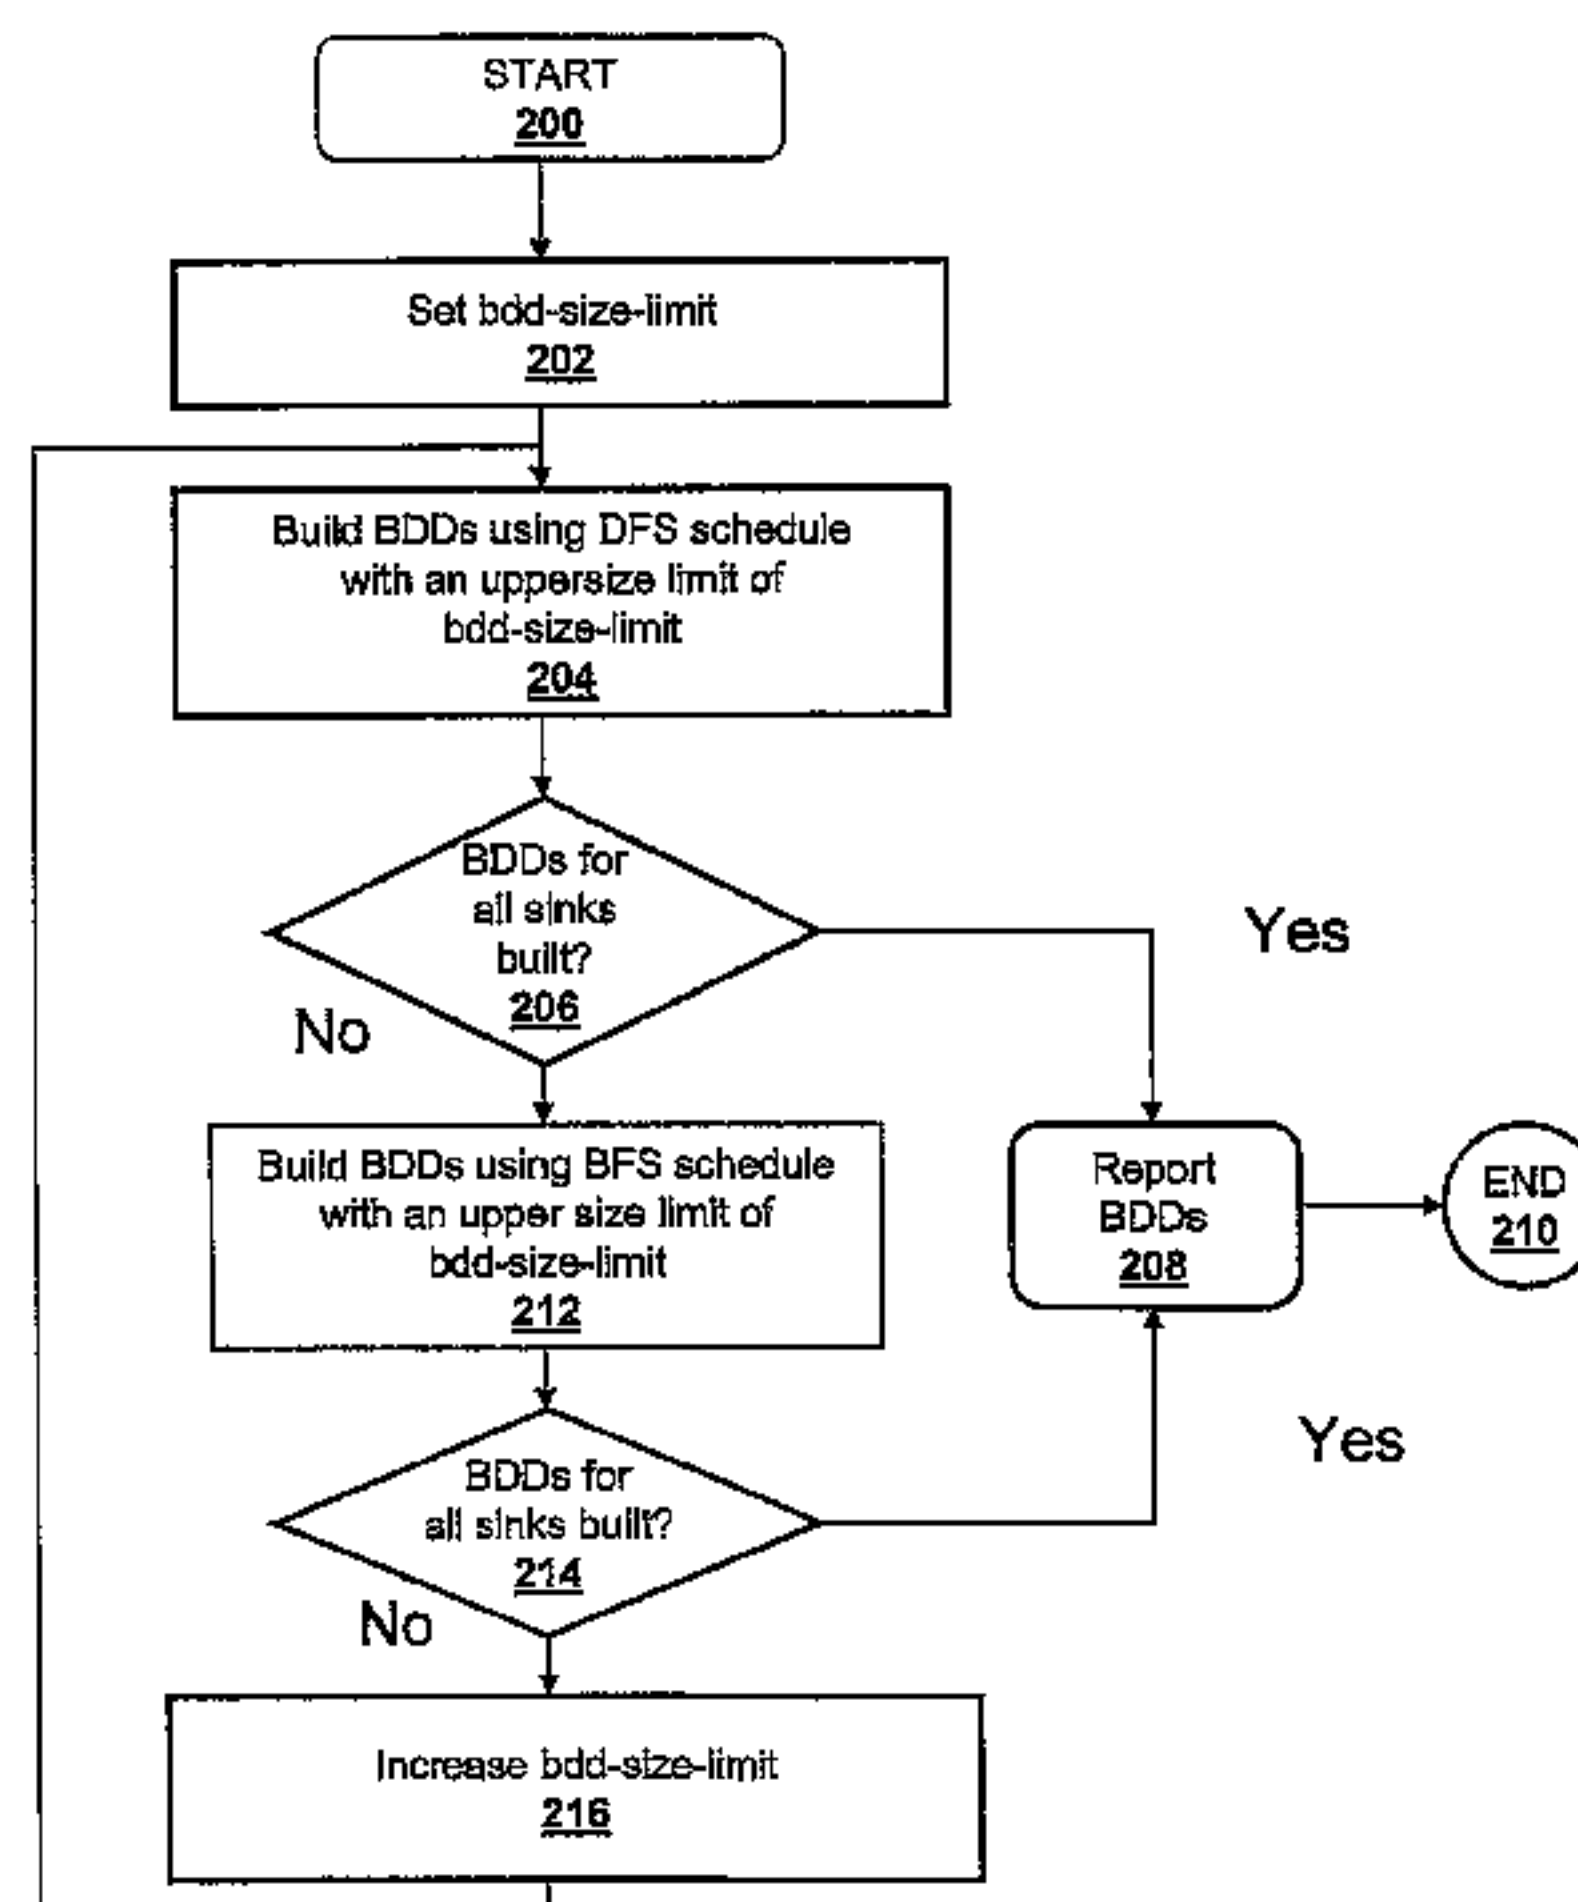 START
200
Set bdd-size-limit
202
Build BDDs using DFS schedule
with an uppersize limit of
bdd-size-limit
204
BDDs for
all sinks
built?
206
Yes
No
Build BDDs using BFS schedule
with an upper size limit of
bdd-size-limit
212
Report
BDDs
208
END
210
BDDs for
all sinks built?
214
Yes
No
Increase bdd-size-limit
216